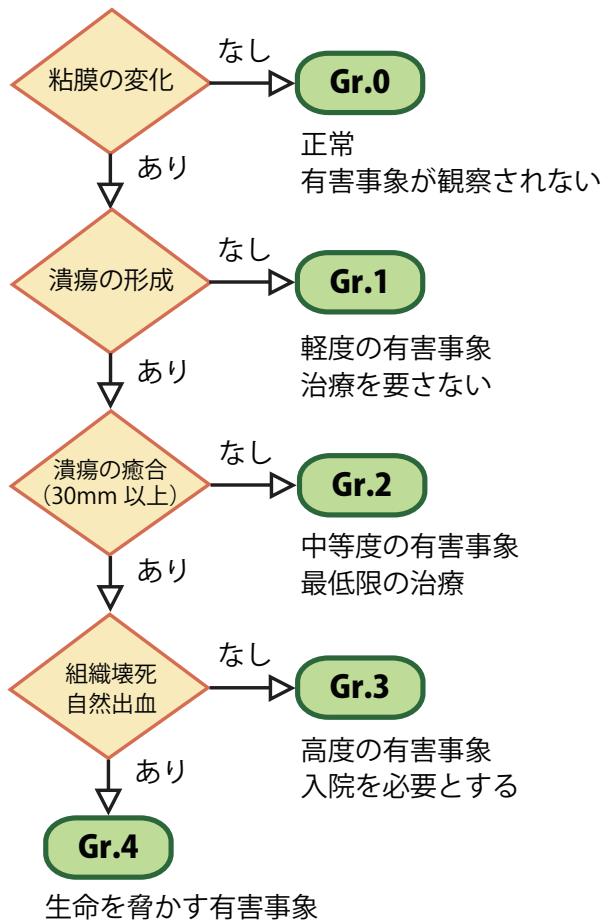 粘膜の変化
なし
Gr.0
正常
有害事象が観察されない
あり
潰瘍の形成
なし
Gr.1
軽度の有害事象
治療を要さない
あり
潰瘍の癒合
（30mm 以上）
なし
Gr.2
中等度の有害事象
最低限の治療
あり
組織壊死
自然出血
なし
Gr.3
高度の有害事象
入院を必要とする
あり
Gr.4
生命を脅かす有害事象